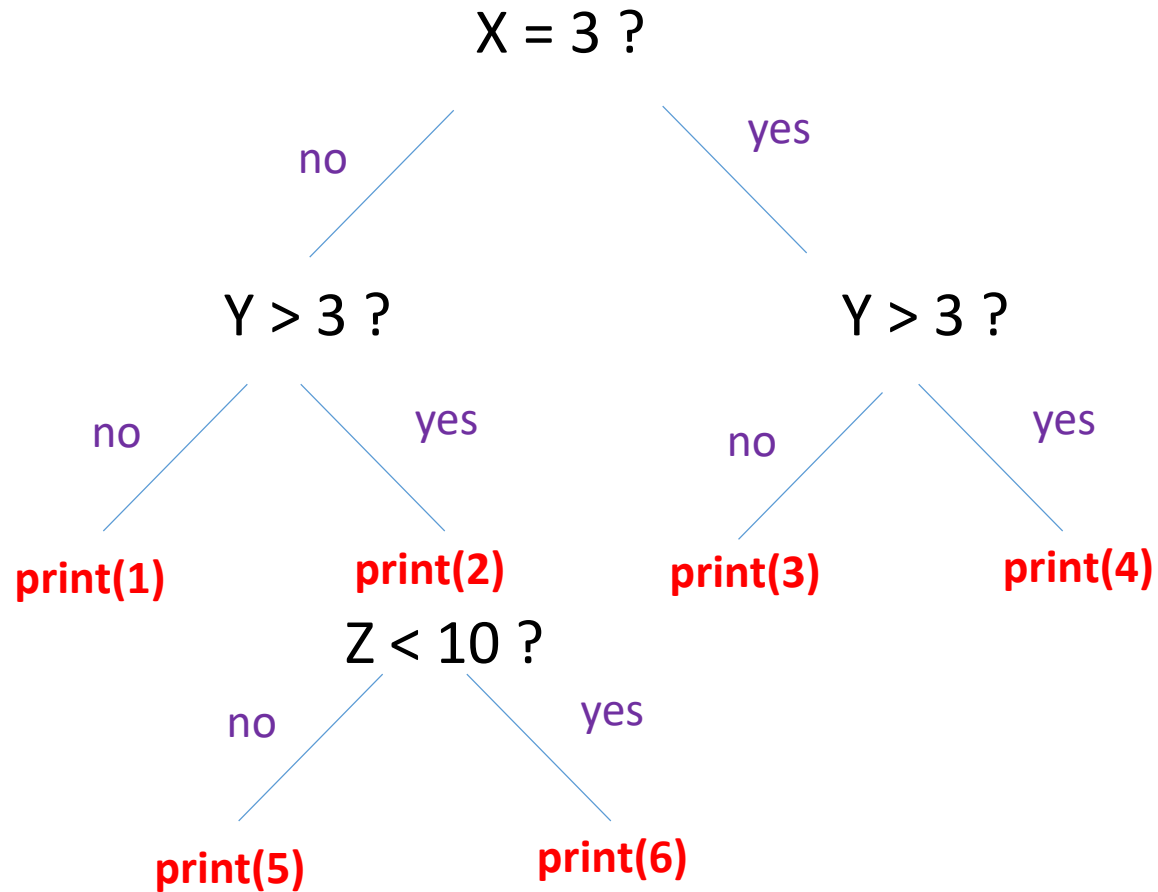 X = 3 ?
no
yes
Y > 3 ?
Y > 3 ?
no
yes
no
yes
print(1)
print(2)
print(3)
print(4)
Z < 10 ?
no
yes
print(5)
print(6)